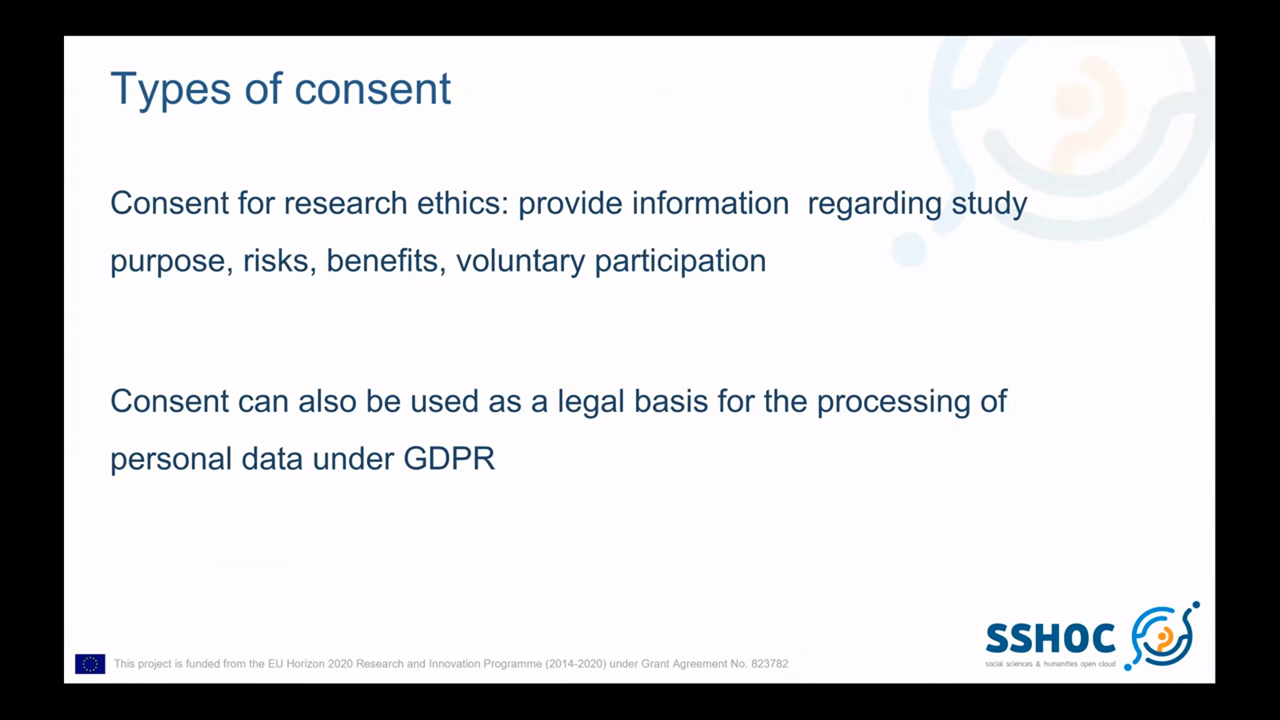 Types of consent
Consent for research ethics: provide information  regarding study
purpose, risks, benefits, voluntary participation
Consent can also be used as a legal basis for the processing of
personal data under GDPR
SSHOC
social sciences & humanities open cloud
This project is funded from the EU Horizon 2020 Research and Innovation Programme (2014-2020) under Grant Agreement No. 823782